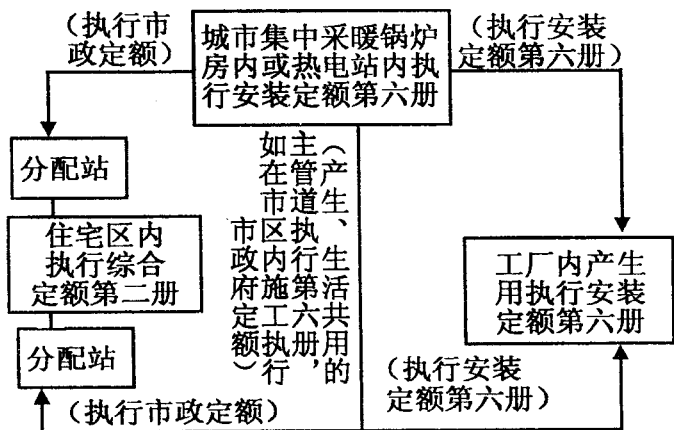 （执行市
政定额）
城市集中采暖锅炉
房内或热电站内执
行安装定额第六册
（执行安装
定额第六册）
分配站
住宅区内
执行综合
定额第二册
分配站
（产生、生活共用的
主管道执行第六册，
如在市区内施工执行
市政府定额）
工厂内产生
用执行安装
定额第六册
（执行市政定额）
（执行安装
定额第六册）